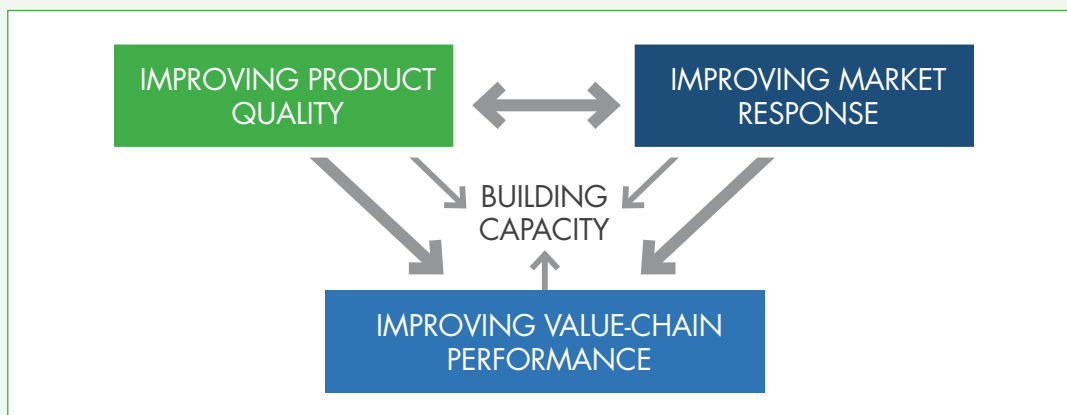 IMPROVING PRODUCT
QUALITY
IMPROVING MARKET
RESPONSE
BUILDING
CAPACITY
IMPROVING VALUE-CHAIN
PERFORMANCE